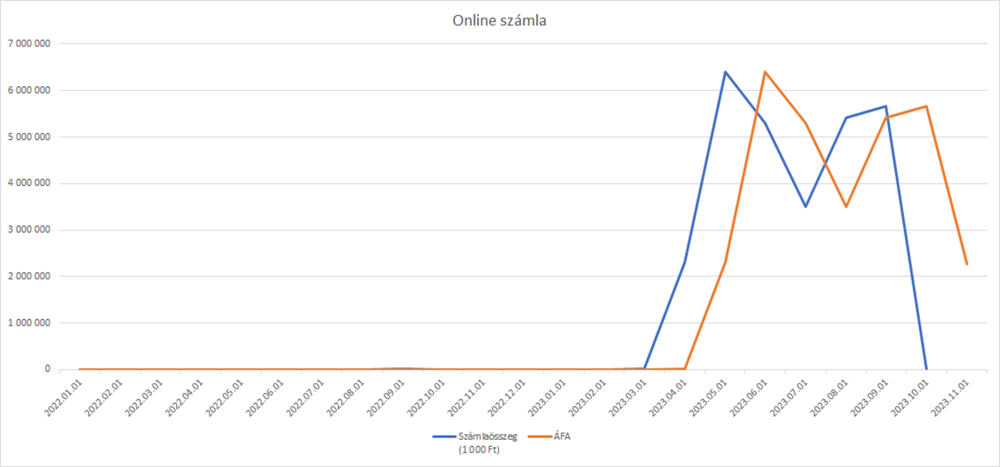 Online számla
7 000 000
6 000 000
5 000 000
4 000 000
3 000 000
2 000 000
1 000 000
0
2022.01.01
2022.02.01
2022.03.01
2022.04.01
2022.05.01
2022.06.01
2022.07.01
2022.08.01
2022.09.01
2022.10.01
2022.11.01
2022.12.01
2023.01.01
2023.02.01
2023.03.01
2023.04.01
2023.05.01
2023.06.01
2023.07.01
2023.08.01
2023.09.01
2023.10.01
2023.11.01
Számlaösszeg ÁFA
(1 000 Ft)